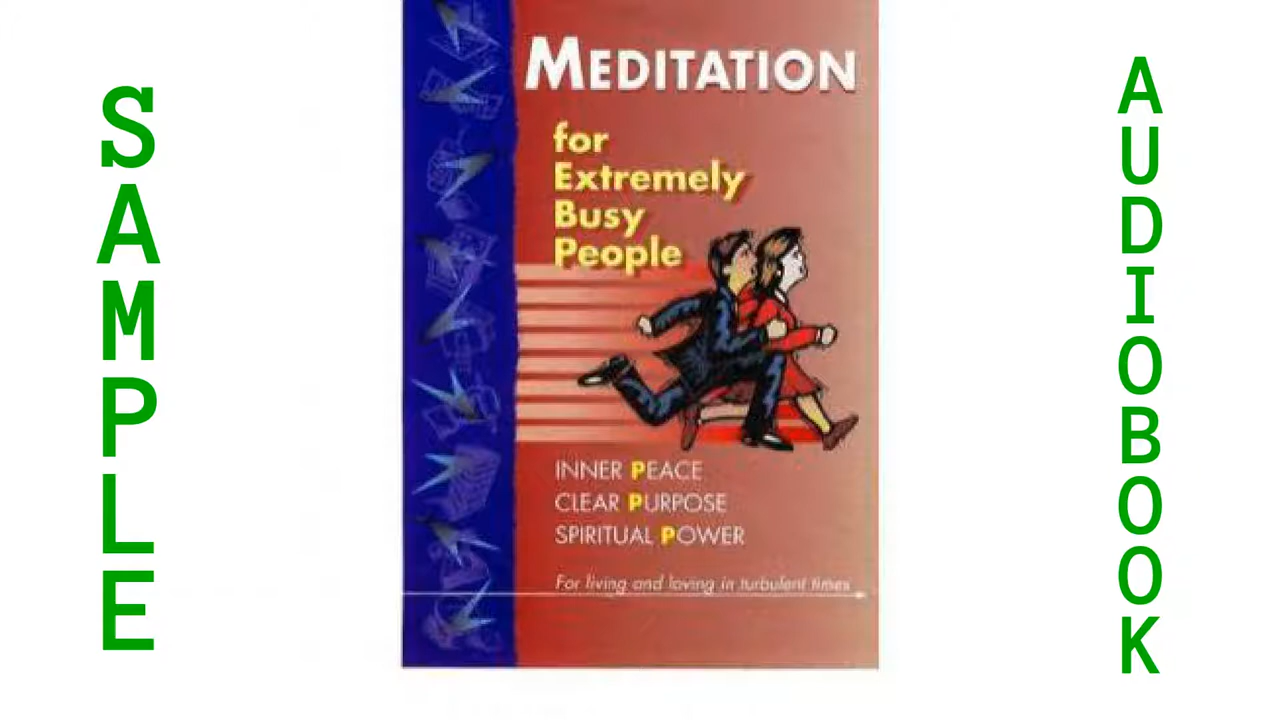 SAMPLE
MEDITATION
for
Extremely
Busy
People
INNER PEACE
CLEAR PURPOSE
SPIRITUAL POWER
For living and loving in turbulent times
AUDIOBOOK